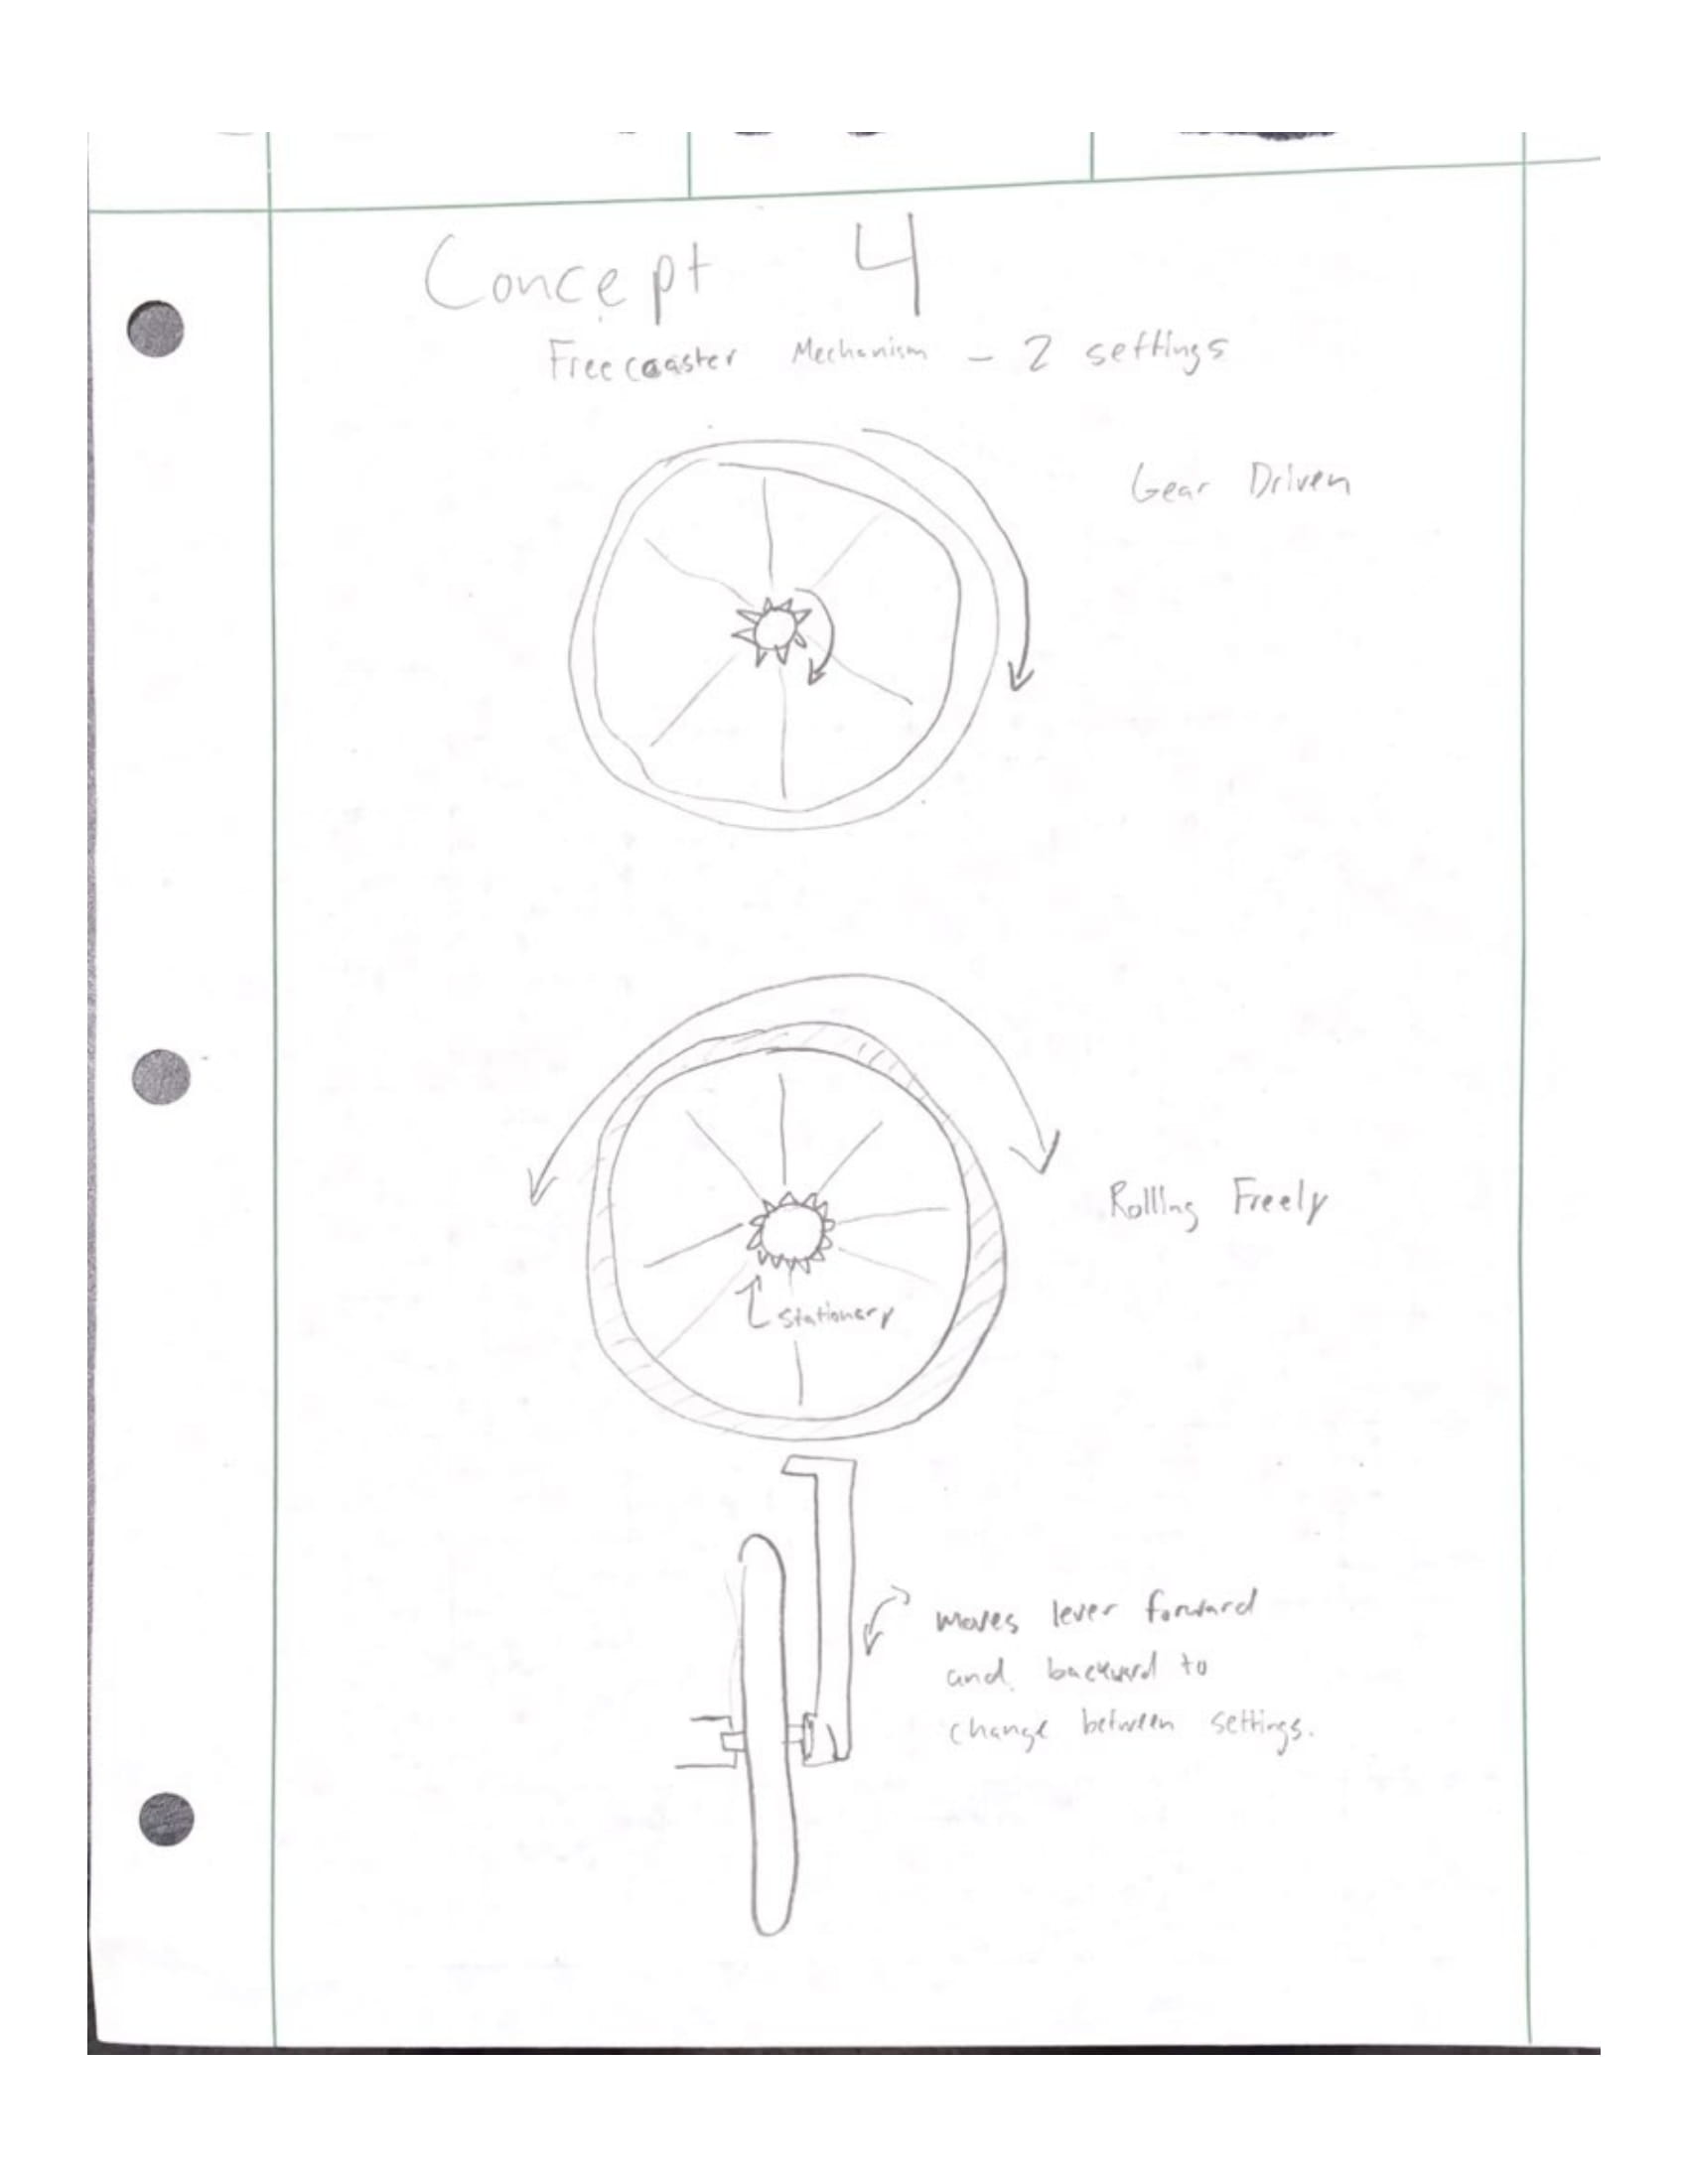 Concept 4
Freecoaster Mechanism - 2 settings
Gear Driven
Rolling Freely
Stationary
moves lever forward
and backward to
change between settings.